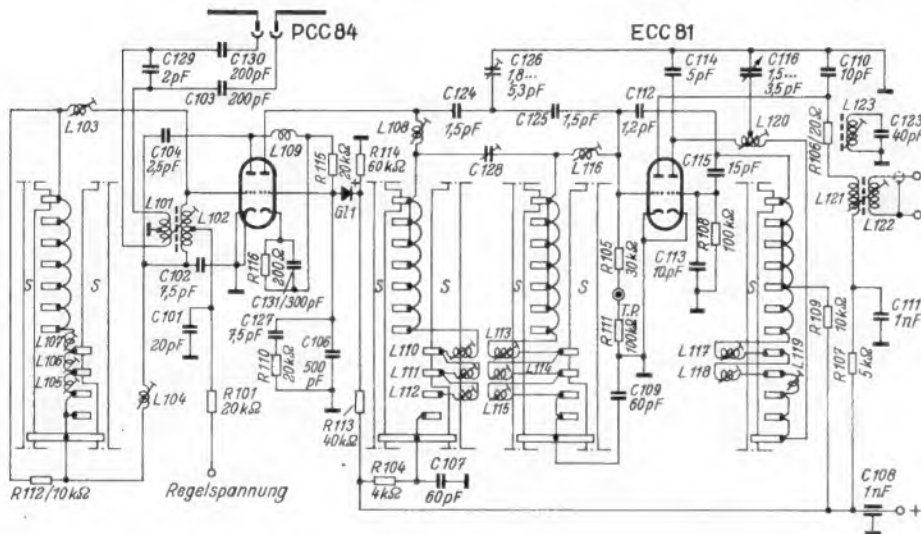 PCC84
ECC81
C129
2pF
C130
200pF
C103
200pF
C126
1,8...
5,3pF
C114
5pF
C116
1,5...
3,5pF
C110
10pF
L103
C124
1,5pF
C125
1,5pF
C112
1,2pF
L123
C123
40pF
C104
2,5pF
L109
R115
20kΩ
R114
60kΩ
L108
L120
R106/20Ω
C128
L116
C115
15pF
L101
L102
Gl1
L121
L122
S
S
C102
7,5pF
R116
200Ω
C131/300pF
S
S
S
S
R105
30kΩ
C113
10pF
R108
100kΩ
S
S
C101
20pF
C127
7,5pF
C106
500
pF
T.P.
R111
100kΩ
R109
10kΩ
C111
1nF
L107
L106
L105
R110
20kΩ
L110
L111
L112
L113
L114
L115
L117
L118
L119
R107
5kΩ
L104
R101
20kΩ
R113
40kΩ
C109
60pF
R112/10kΩ
Regelspannung
R104
4kΩ
C107
60pF
C108
1nF
+